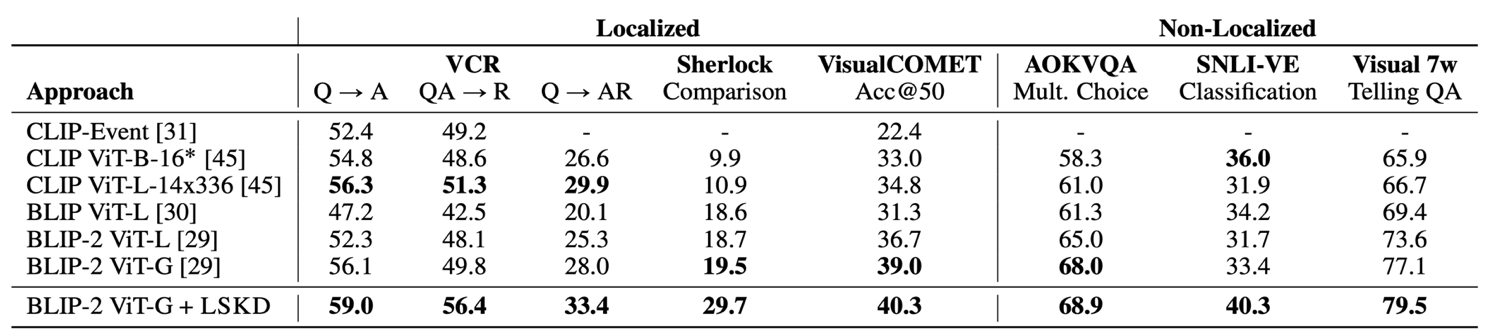 Localized Non-Localized
VCR Sherlock VisualCOMET AOKVQA SNLI-VE Visual 7w
Approach Q → A QA → R Q → AR Comparison Acc@50 Mult. Choice Classification Telling QA
CLIP-Event [31] 52.4 49.2 - - 22.4 - - -
CLIP ViT-B-16* [45] 54.8 48.6 26.6 9.9 33.0 58.3 36.0 65.9
CLIP ViT-L-14x336 [45] 56.3 51.3 29.9 10.9 34.8 61.0 31.9 66.7
BLIP ViT-L [30] 47.2 42.5 20.1 18.6 31.3 61.3 34.2 69.4
BLIP-2 ViT-L [29] 52.3 48.1 25.3 18.7 36.7 65.0 31.7 73.6
BLIP-2 ViT-G [29] 56.1 49.8 28.0 19.5 39.0 68.0 33.4 77.1
BLIP-2 ViT-G + LSKD 59.0 56.4 33.4 29.7 40.3 68.9 40.3 79.5